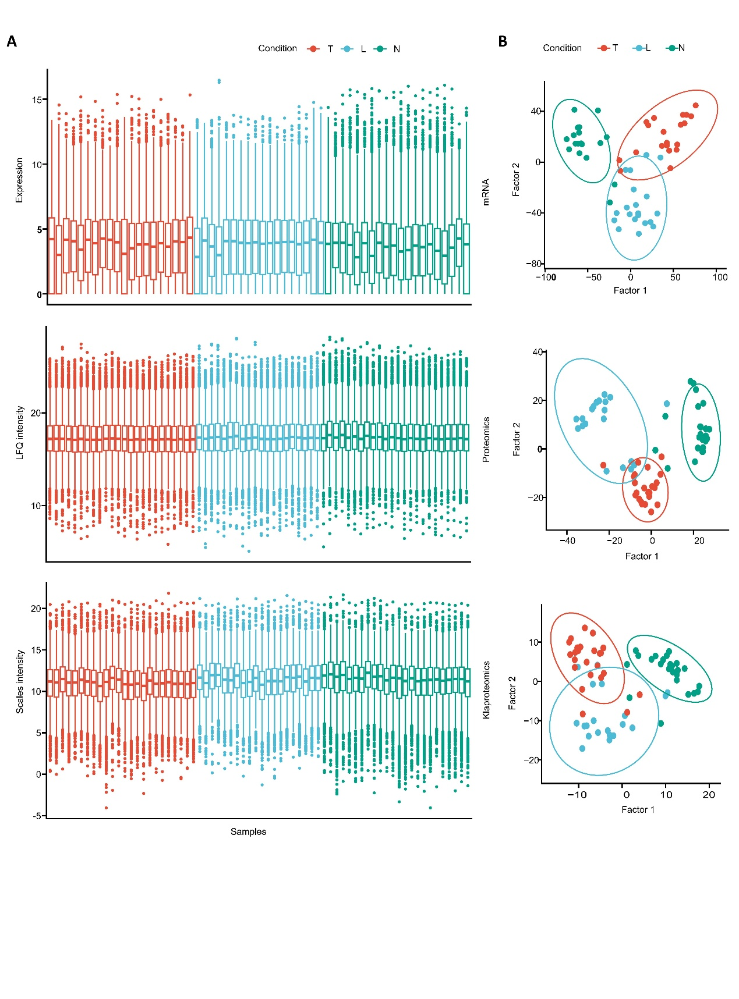 A
B
Condition T L N
Condition T L N
Expression
15
10
5
0
mRNA
Factor 2
40
0
−40
−80
−100 −50 0 50 100
Factor 1
LFQ intensity
20
10
Proteomics
Factor 2
40
20
0
−20
−40 −20 0 20
Factor 1
Scales intensity
20
15
10
5
0
-5
Samples
Klaproteomics
Factor 2
10
0
−10
−20
−10 0 10 20
Factor 1